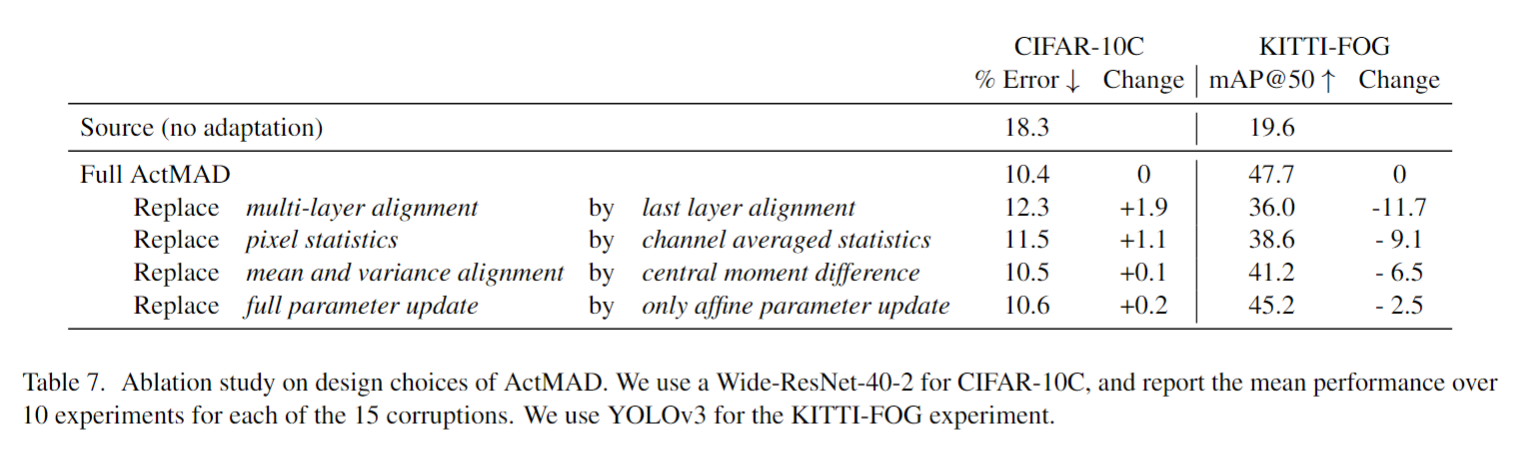 CIFAR-10C KITTI-FOG
% Error ↓ Change mAP@50 ↑ Change
Source (no adaptation) 18.3 19.6
Full ActMAD 10.4 0 47.7 0
Replace multi-layer alignment by last layer alignment 12.3 +1.9 36.0 -11.7
Replace pixel statistics by channel averaged statistics 11.5 +1.1 38.6 - 9.1
Replace mean and variance alignment by central moment difference 10.5 +0.1 41.2 - 6.5
Replace full parameter update by only affine parameter update 10.6 +0.2 45.2 - 2.5
Table 7. Ablation study on design choices of ActMAD. We use a Wide-ResNet-40-2 for CIFAR-10C, and report the mean performance over
10 experiments for each of the 15 corruptions. We use YOLOv3 for the KITTI-FOG experiment.